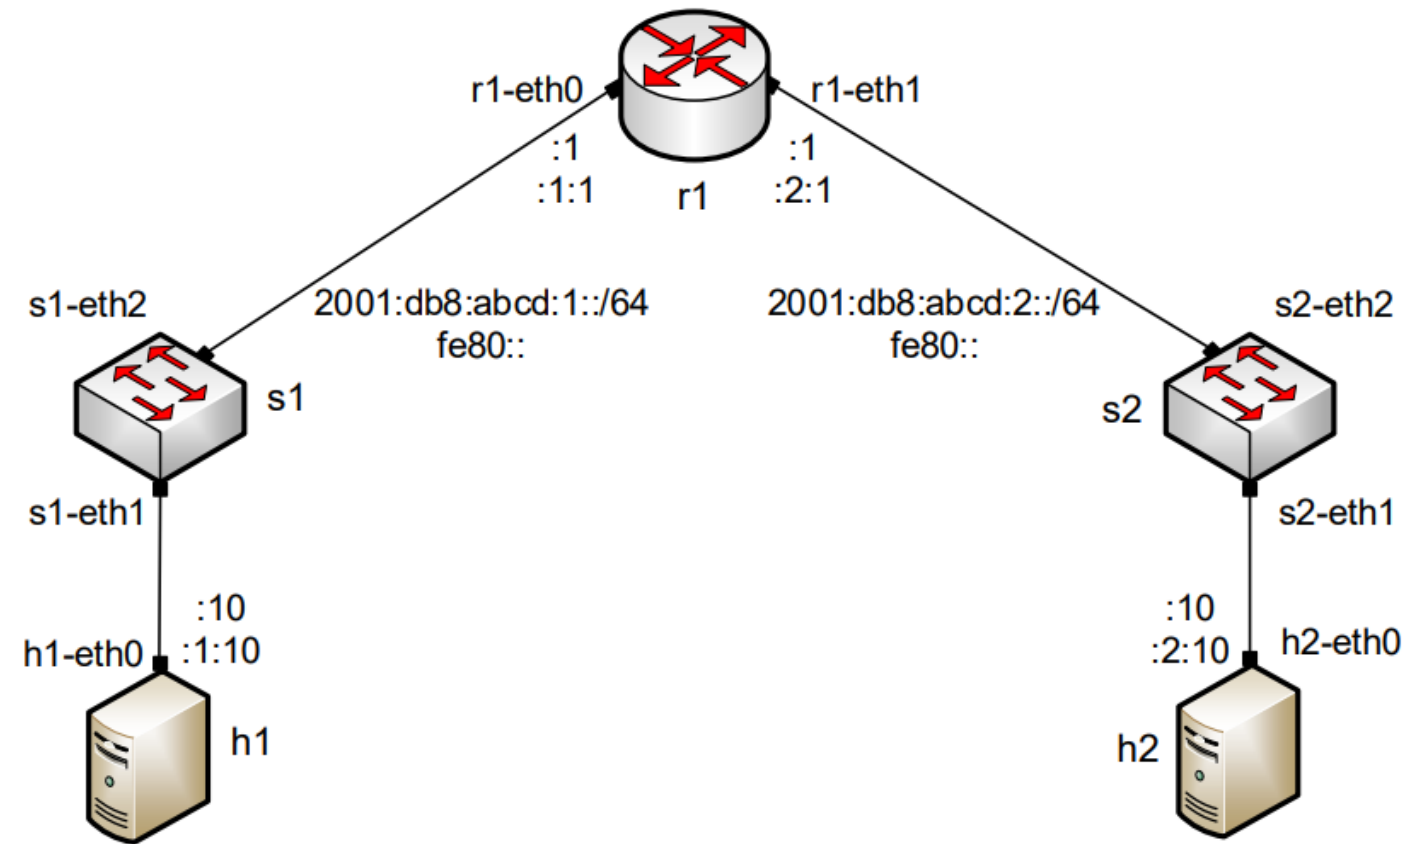 r1-eth0
r1-eth1
:1
:1:1
r1
:1
:2:1
s1-eth2
2001:db8:abcd:1::/64
fe80::
2001:db8:abcd:2::/64
fe80::
s2-eth2
s1
s2
s1-eth1
s2-eth1
:10
:1:10
h1-eth0
:10
:2:10
h2-eth0
h1
h2